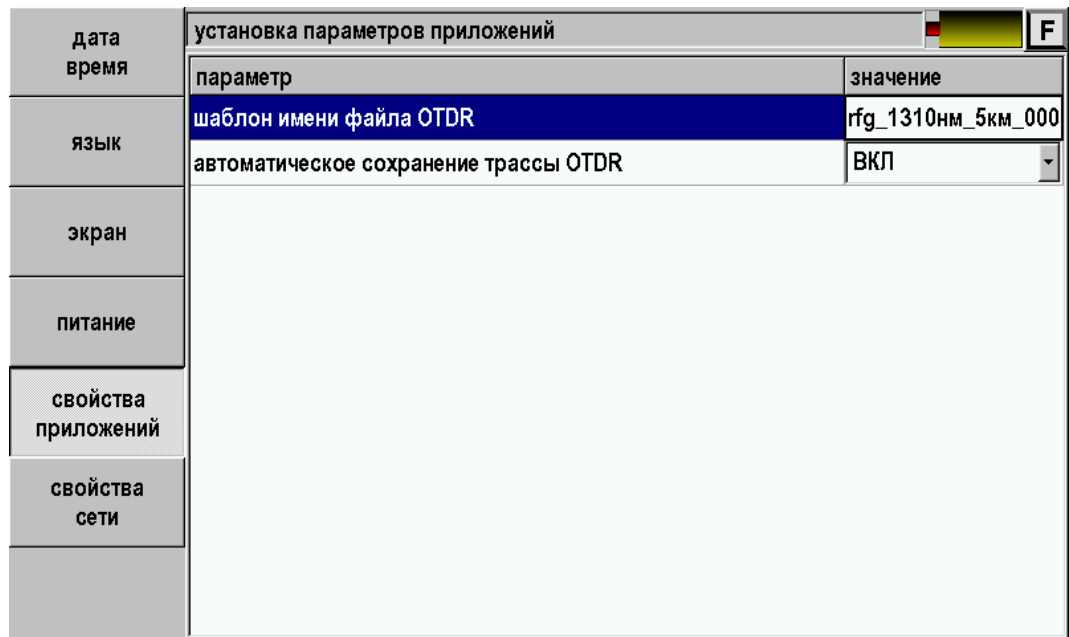 дата
время
язык
экран
питание
свойства
приложений
свойства
сети
установка параметров приложений
F
параметр значение
шаблон имени файла OTDR rfg_1310нм_5км_000
автоматическое сохранение трассы OTDR ВКЛ